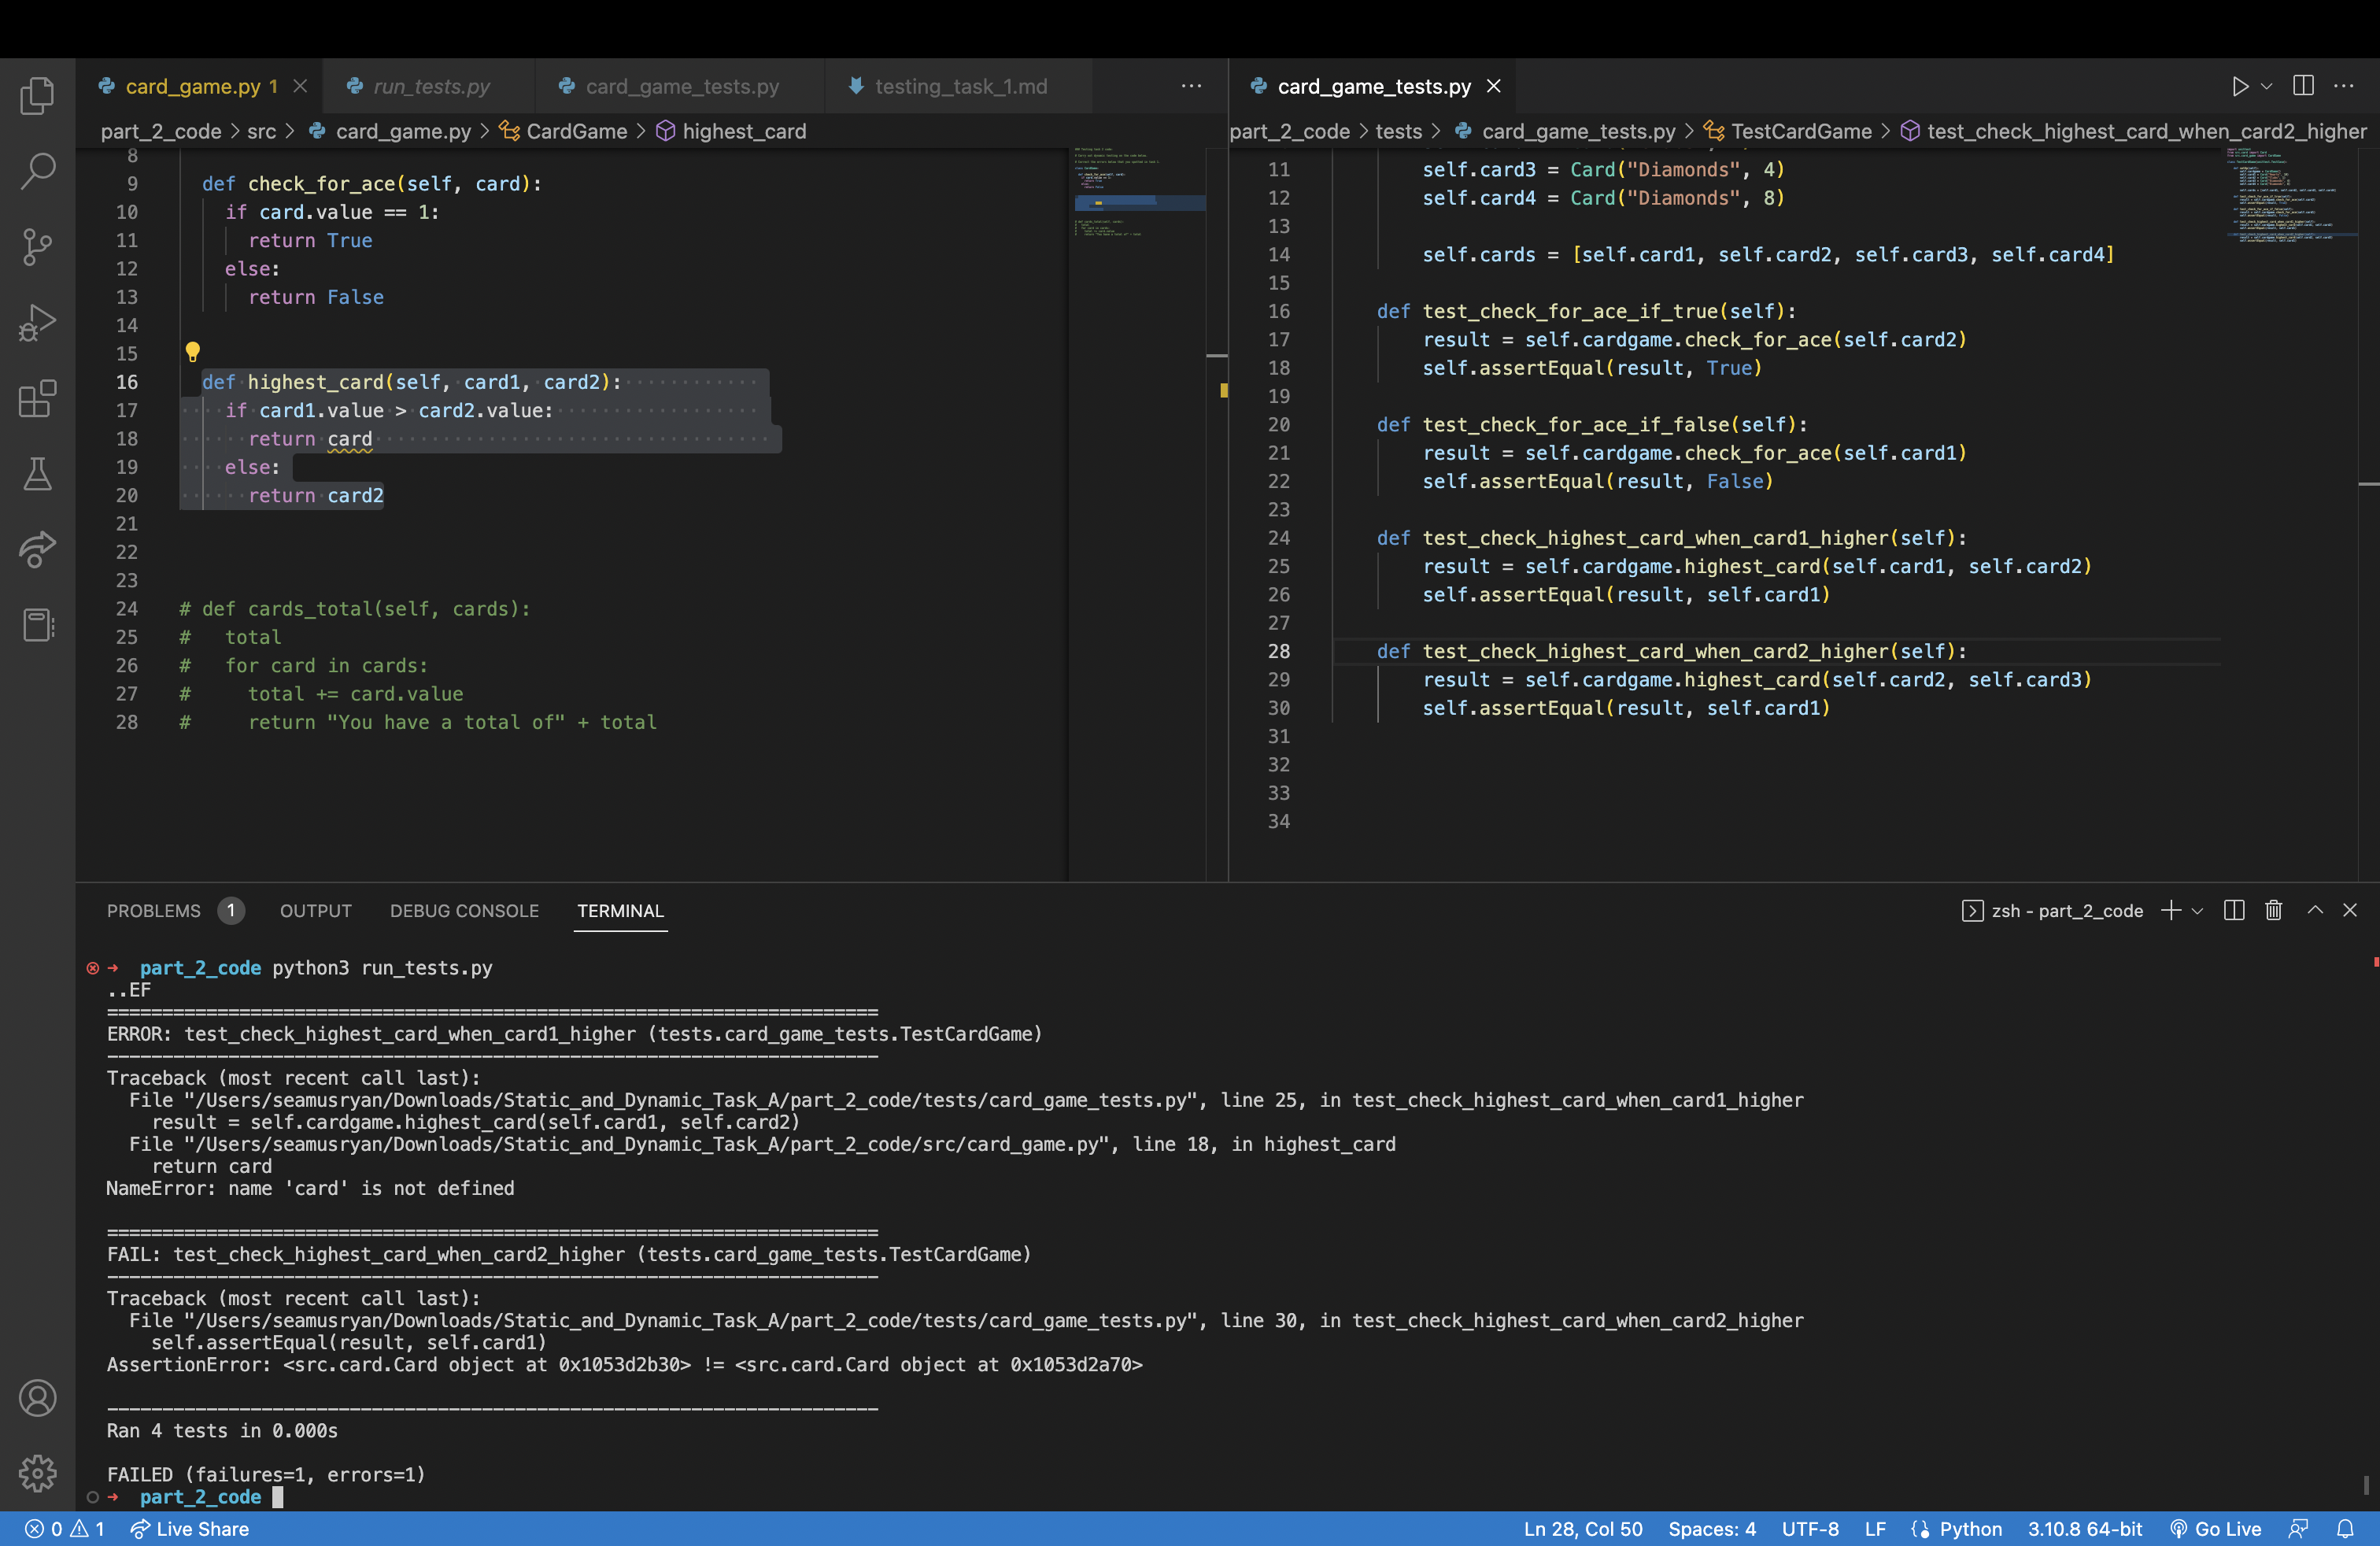 card_game.py 1
run_tests.py
card_game_tests.py
testing_task_1.md
card_game_tests.py
part_2_code > src > card_game.py > CardGame > highest_card
8
9 def check_for_ace(self, card):
10 if card.value == 1:
11 return True
12 else:
13 return False
14
15
16 def highest_card(self, card1, card2):
17 if card1.value > card2.value:
18 return card
19 else:
20 return card2
21
22
23
24 # def cards_total(self, cards):
25 #   total
26 #   for card in cards:
27 #     total += card.value
28 #     return "You have a total of" + total
part_2_code > tests > card_game_tests.py > TestCardGame > test_check_highest_card_when_card2_higher
11 self.card3 = Card("Diamonds", 4)
12 self.card4 = Card("Diamonds", 8)
13
14 self.cards = [self.card1, self.card2, self.card3, self.card4]
15
16 def test_check_for_ace_if_true(self):
17 result = self.cardgame.check_for_ace(self.card2)
18 self.assertEqual(result, True)
19
20 def test_check_for_ace_if_false(self):
21 result = self.cardgame.check_for_ace(self.card1)
22 self.assertEqual(result, False)
23
24 def test_check_highest_card_when_card1_higher(self):
25 result = self.cardgame.highest_card(self.card1, self.card2)
26 self.assertEqual(result, self.card1)
27
28 def test_check_highest_card_when_card2_higher(self):
29 result = self.cardgame.highest_card(self.card2, self.card3)
30 self.assertEqual(result, self.card1)
31
32
33
34
PROBLEMS 1 OUTPUT DEBUG CONSOLE TERMINAL
zsh - part_2_code
part_2_code python3 run_tests.py
..EF
======================================================================
ERROR: test_check_highest_card_when_card1_higher (tests.card_game_tests.TestCardGame)
----------------------------------------------------------------------
Traceback (most recent call last):
File "/Users/seamusryan/Downloads/Static_and_Dynamic_Task_A/part_2_code/tests/card_game_tests.py", line 25, in test_check_highest_card_when_card1_higher
result = self.cardgame.highest_card(self.card1, self.card2)
File "/Users/seamusryan/Downloads/Static_and_Dynamic_Task_A/part_2_code/src/card_game.py", line 18, in highest_card
return card
NameError: name 'card' is not defined
======================================================================
FAIL: test_check_highest_card_when_card2_higher (tests.card_game_tests.TestCardGame)
----------------------------------------------------------------------
Traceback (most recent call last):
File "/Users/seamusryan/Downloads/Static_and_Dynamic_Task_A/part_2_code/tests/card_game_tests.py", line 30, in test_check_highest_card_when_card2_higher
self.assertEqual(result, self.card1)
AssertionError: <src.card.Card object at 0x1053d2b30> != <src.card.Card object at 0x1053d2a70>
----------------------------------------------------------------------
Ran 4 tests in 0.000s
FAILED (failures=1, errors=1)
part_2_code
0 1 Live Share
Ln 28, Col 50 Spaces: 4 UTF-8 LF Python 3.10.8 64-bit Go Live